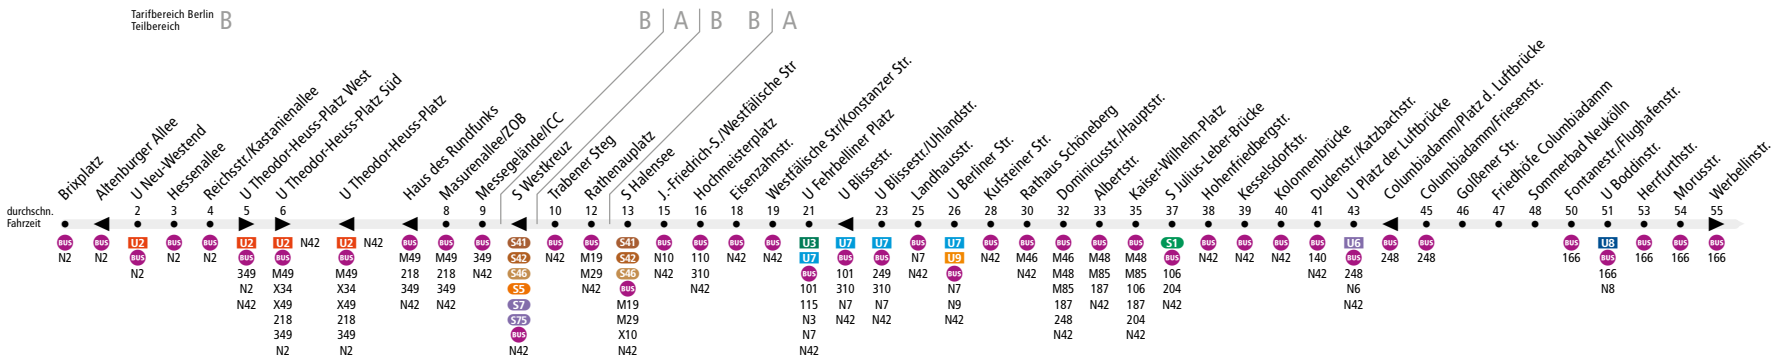 Tarifbereich Berlin
Teilbereich
B
B A B B A
Brixplatz
Altenburger Allee
U Neu-Westend
Hessenallee
Reichsstr./Kastanienallee
U Theodor-Heuss-Platz West
U Theodor-Heuss-Platz Süd
U Theodor-Heuss-Platz
Haus des Rundfunks
Masurenallee/ZOB
Messegelände/ICC
S Westkreuz
Trabener Steg
Rathenauplatz
S Halensee
J.-Friedrich-S./Westfälische Str
Hochmeisterplatz
Eisenzahnstr.
Westfälische Str/Konstanzer Str.
U Fehrbelliner Platz
U Blissestr.
U Blissestr./Uhlandstr.
Landhausstr.
U Berliner Str.
Kufsteiner Str.
Rathaus Schöneberg
Dominicusstr./Hauptstr.
Albertstr.
Kaiser-Wilhelm-Platz
S Julius-Leber-Brücke
Hohenfriedbergstr.
Kesselsdorfstr.
Kolonnenbrücke
Dudenstr./Katzbachstr.
U Platz der Luftbrücke
Columbiadamm/Platz d. Luftbrücke
Columbiadamm/Friesenstr.
Golßener Str.
Friedhöfe Columbiadamm
Sommerbad Neukölln
Fontanestr./Flughafenstr.
U Boddinstr.
Herrfurthstr.
Morusstr.
Werbellinstr.
durchschn.
Fahrzeit
2 3 4 5 6 8 9 10 12 13 15 16 18 19 21 23 25 26 28 30 32 33 35 37 38 39 40 41 43 45 46 47 48 50 51 53 54 55
BUS
N2
BUS
N2
U2
BUS
N2
BUS
N2
BUS
N2
U2
BUS
349
N2
N42
U2 N42
BUS
M49
X34
X49
218
349
N2
U2 N42
BUS
M49
X34
X49
218
349
N2
BUS
M49
218
349
N42
BUS
M49
218
349
N42
BUS
349
N42
S41
S42
S46
S5
S7
S75
BUS
N42
BUS
N42
BUS
M19
M29
N42
S41
S42
S46
BUS
M19
M29
X10
N42
BUS
N10
N42
BUS
110
310
N42
BUS
N42
BUS
N42
U3
U7
BUS
101
115
N3
N7
N42
U7
BUS
101
310
N7
N42
U7
BUS
249
310
N7
N42
BUS
N7
N42
U7
U9
BUS
N7
N9
N42
BUS
N42
BUS
M46
N42
BUS
M46
M48
M85
187
248
N42
BUS
M48
M85
187
N42
BUS
M48
M85
106
187
204
N42
S1
BUS
106
204
N42
BUS
N42
BUS
N42
BUS
N42
BUS
140
N42
U6
BUS
248
N6
N42
BUS
248
BUS
248
BUS
166
U8
BUS
166
N8
BUS
166
BUS
166
BUS
166